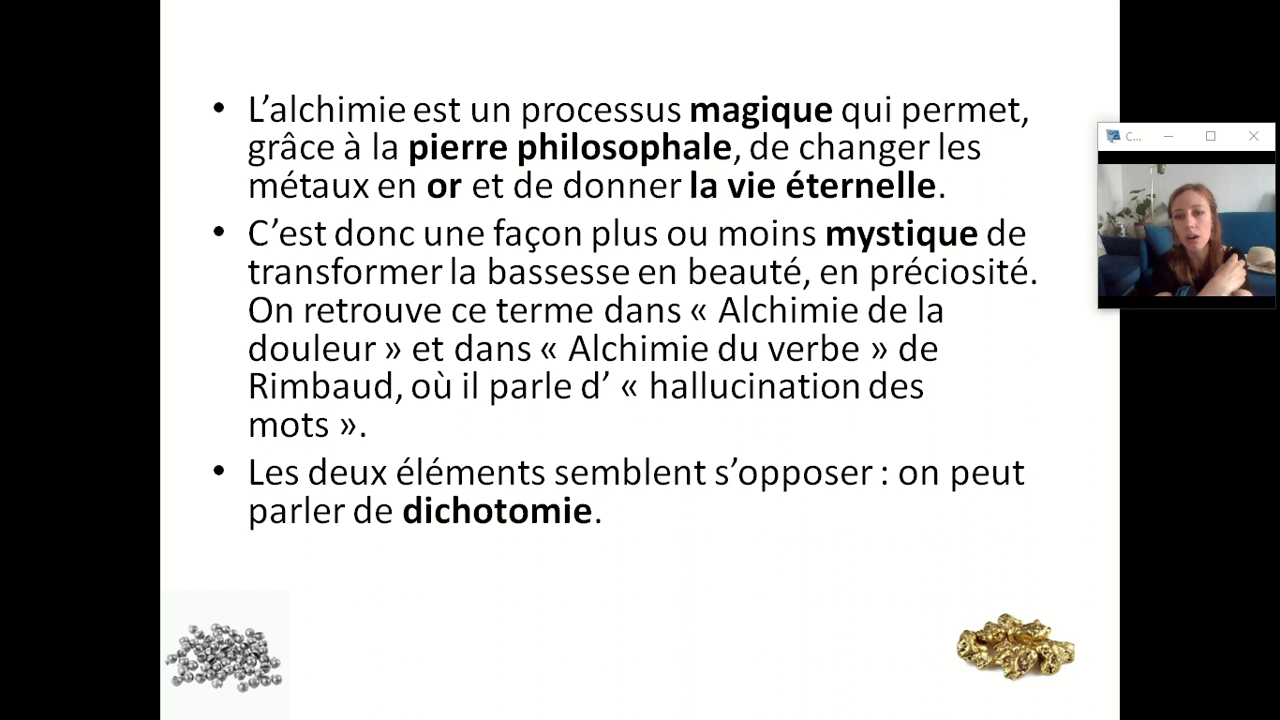 • L’alchimie est un processus magique qui permet,
grâce à la pierre philosophale, de changer les
métaux en or et de donner la vie éternelle.
• C’est donc une façon plus ou moins mystique de
transformer la bassesse en beauté, en préciosité.
On retrouve ce terme dans « Alchimie de la
douleur » et dans « Alchimie du verbe » de
Rimbaud, où il parle d’ « hallucination des
mots ».
• Les deux éléments semblent s’opposer : on peut
parler de dichotomie.
C...